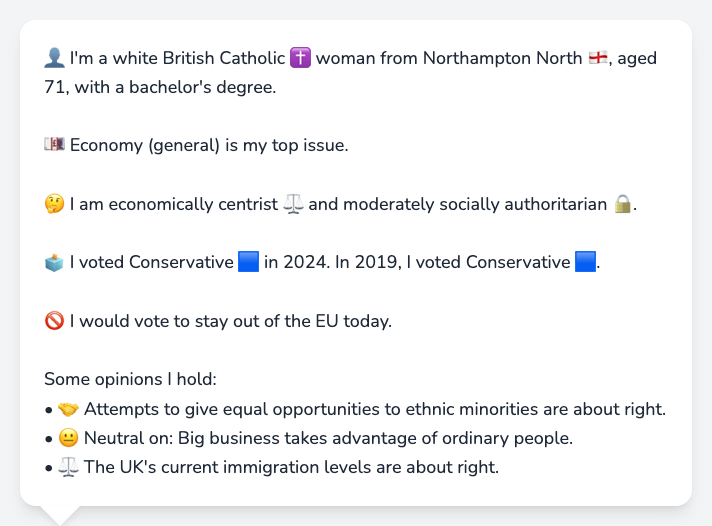 👤 I'm a white British Catholic ✝️ woman from Northampton North 🏴󠁧󠁢󠁥󠁮󠁧󠁿, aged
71, with a bachelor's degree.
💷 Economy (general) is my top issue.
🤔 I am economically centrist ⚖️ and moderately socially authoritarian 🔒.
🗳️ I voted Conservative 🟦 in 2024. In 2019, I voted Conservative 🟦.
🚫 I would vote to stay out of the EU today.
Some opinions I hold:
• 🤝 Attempts to give equal opportunities to ethnic minorities are about right.
• 😐 Neutral on: Big business takes advantage of ordinary people.
• ⚖️ The UK's current immigration levels are about right.